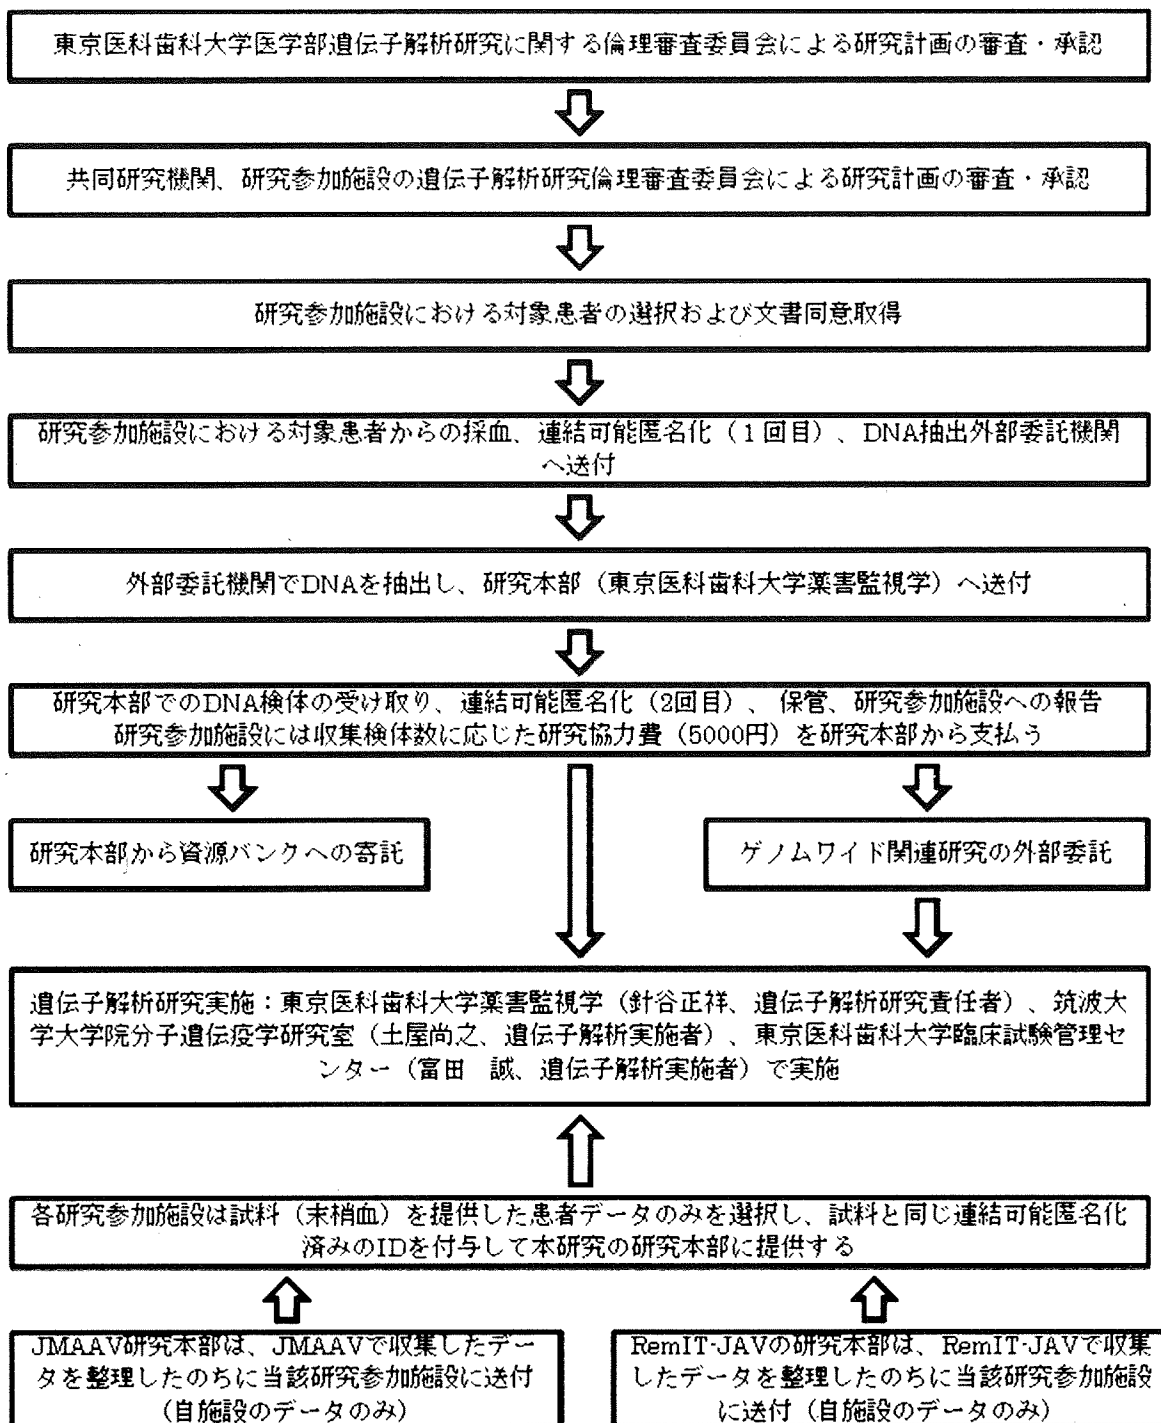 東京医科歯科大学医学部遺伝子解析研究に関する倫理審査委員会による研究計画の審査・承認
共同研究機関、研究参加施設の遺伝子解析研究倫理審査委員会による研究計画の審査・承認
研究参加施設における対象患者の選択および文書同意取得
研究参加施設における対象患者からの採血、連結可能匿名化（１回目）、DNA抽出外部委託機関
へ送付
外部委託機関でDNAを抽出し、研究本部（東京医科歯科大学薬害監視学）へ送付
研究本部でのDNA検体の受け取り、連結可能匿名化（2回目）、保管、研究参加施設への報告
研究参加施設には収集検体数に応じた研究協力費（5000円）を研究本部から支払う
研究本部から資源バンクへの寄託
ゲノムワイド関連研究の外部委託
遺伝子解析研究実施：東京医科歯科大学薬害監視学（針谷正祥、遺伝子解析研究責任者）、筑波大
学大学院分子遺伝疫学研究室（土屋尚之、遺伝子解析実施者）、東京医科歯科大学臨床試験管理セ
ンター（富田　誠、遺伝子解析実施者）で実施
各研究参加施設は試料（末梢血）を提供した患者データのみを選択し、試料と同じ連結可能匿名化
済みのIDを付与して本研究の研究本部に提供する
JMAAV研究本部は、JMAAVで収集したデー
タを整理したのちに当該研究参加施設に送付
（自施設のデータのみ）
RemIT-JAVの研究本部は、RemIT-JAVで収集
したデータを整理したのちに当該研究参加施設
に送付（自施設のデータのみ）